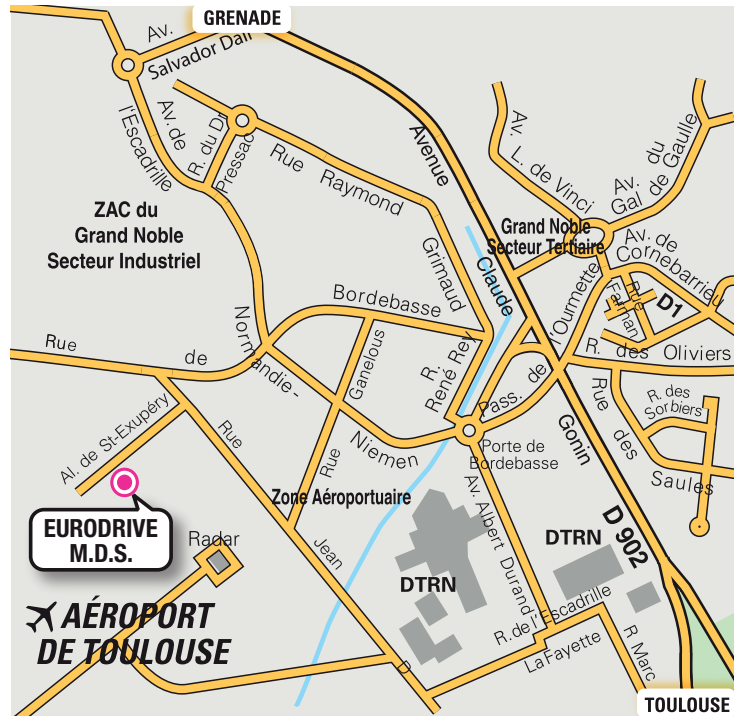 GRENADE
Av.
Salvador Dali
Av. de
l'Escadrille
R. du Dr
Pressac
Rue Raymond
Grimaud
Avenue
Claude
Gonin
D 902
Av.
L. de Vinci
Av. du
Gal de Gaulle
Grand Noble
Secteur Tertiaire
Av. de
Cornebarrieu
Rue
Farman
D1
l'Ourmette
Pass. de
R. des Oliviers
Rue des
Saules
R. des
Sorbiers
ZAC du
Grand Noble
Secteur Industriel
Rue de Bordebasse
Normandie -
Niemen
Rue Ganelous
R.
René Rey
Porte de
Bordebasse
Al. de St-Exupéry
Rue Jean D
Zone Aéroportuaire
EURODRIVE
M.D.S.
Radar
AÉROPORT
DE TOULOUSE
DTRN
DTRN
Av. Albert Durand
R. de l'Escadrille
La Fayette
R. Marc
TOULOUSE